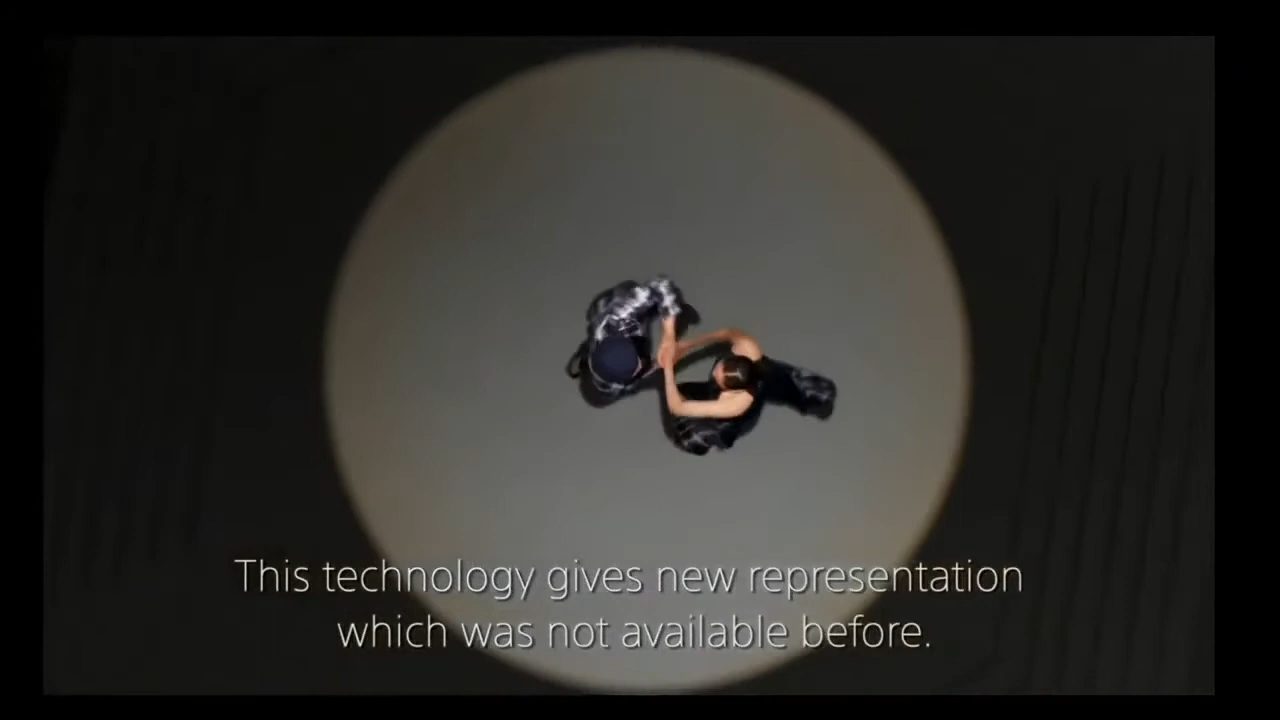 This technology gives new representation
which was not available before.